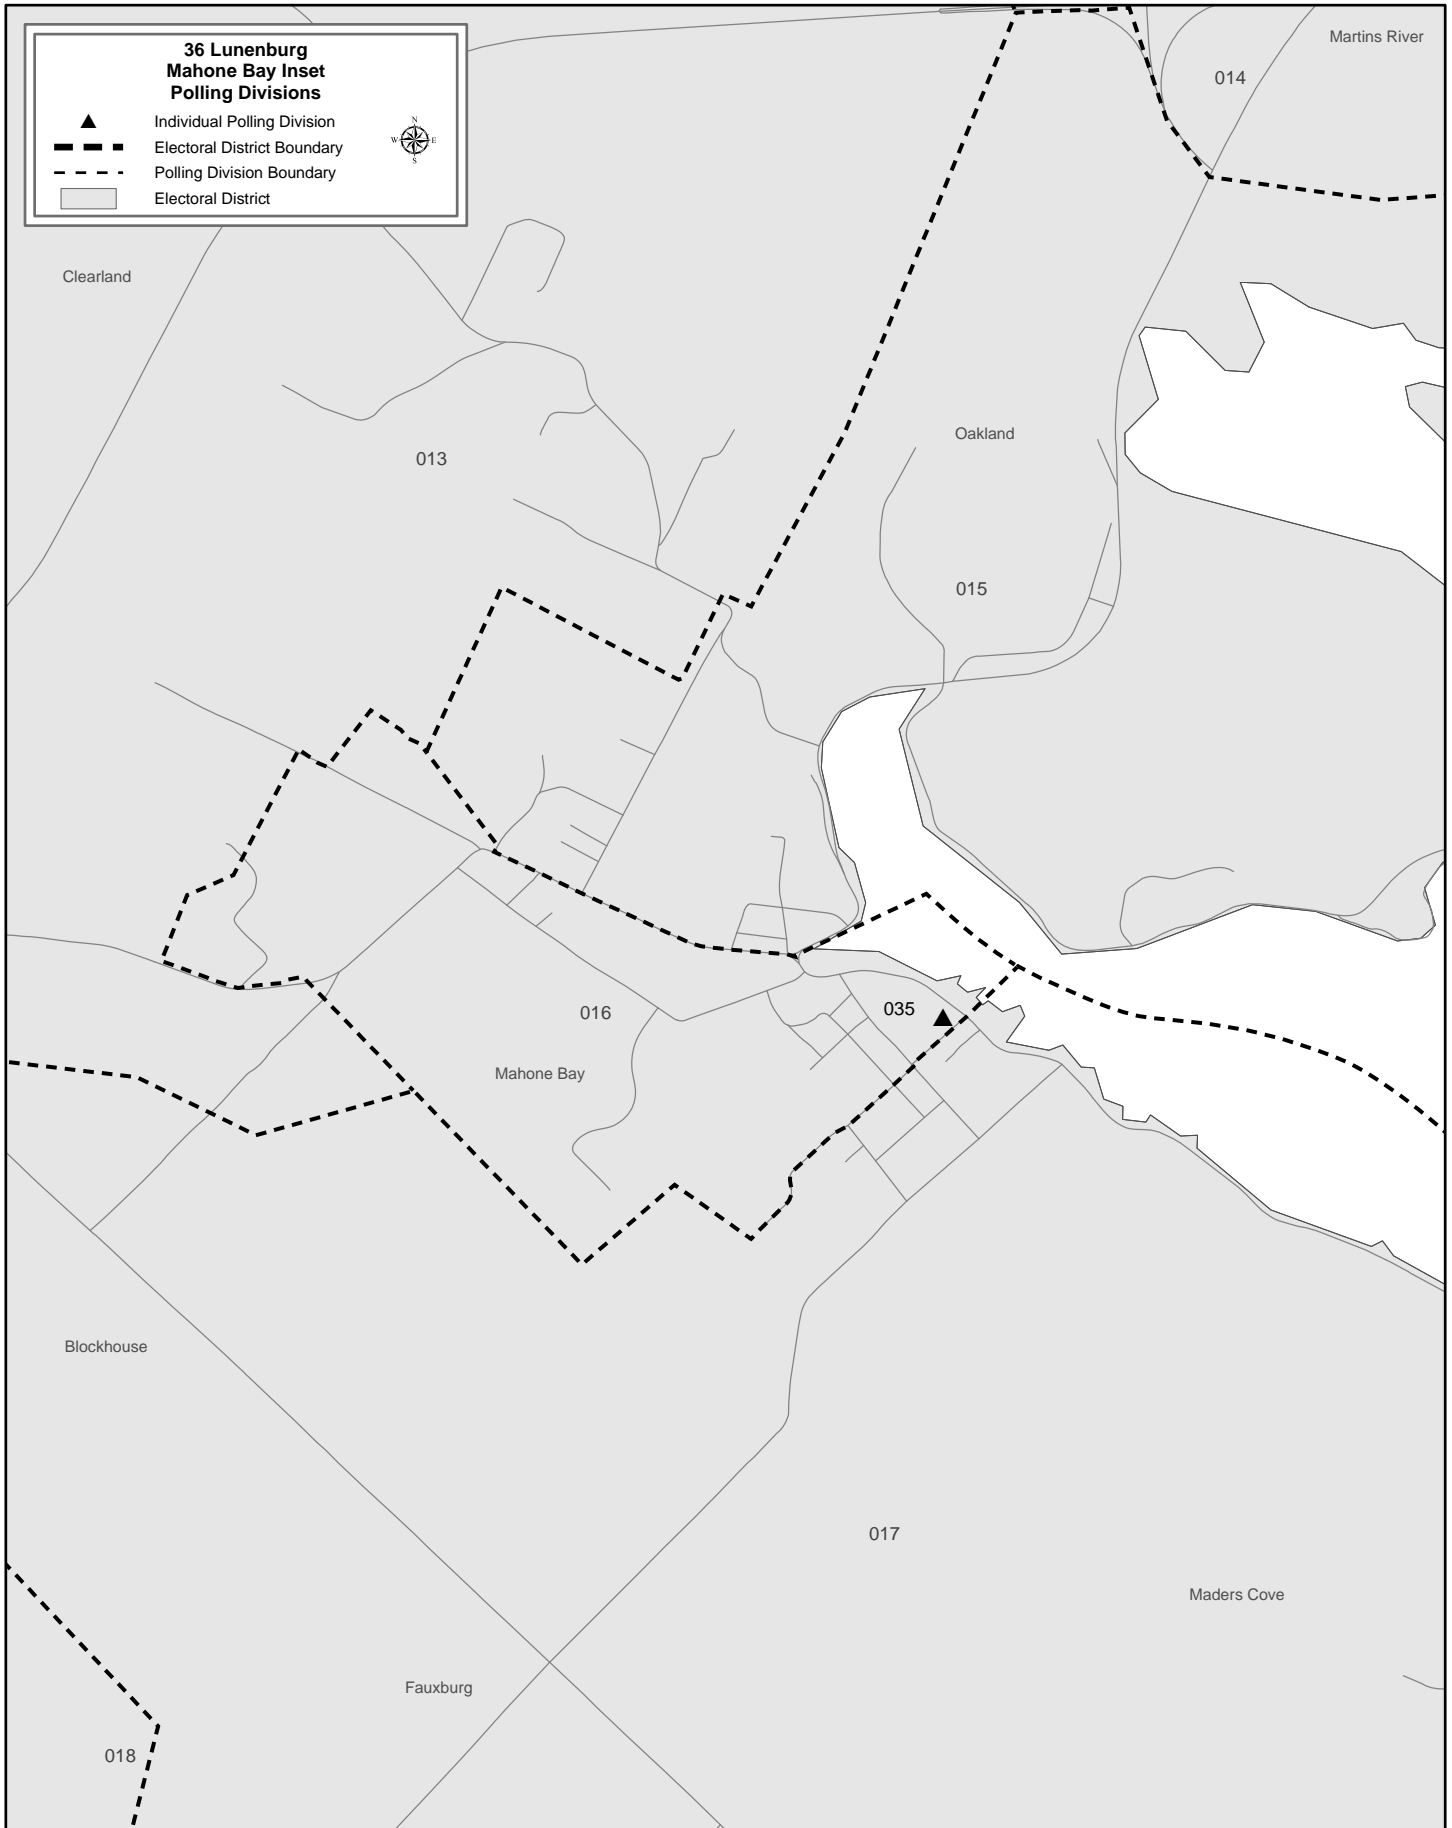 36 Lunenburg
Mahone Bay Inset
Polling Divisions
Individual Polling Division
Electoral District Boundary
Polling Division Boundary
Electoral District
N
W E
S
Martins River
014
Clearland
Oakland
013
015
035
016
Mahone Bay
Blockhouse
017
Maders Cove
Fauxburg
018